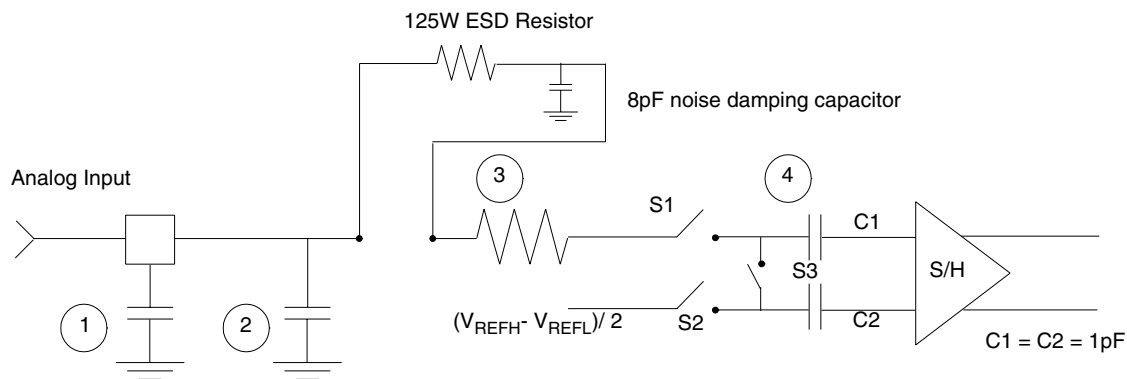 125W ESD Resistor
8pF noise damping capacitor
Analog Input
3
4
S1
C1
S/H
S3
1
2
(VREFH- VREFL)/ 2
S2
C2
C1 = C2 = 1pF